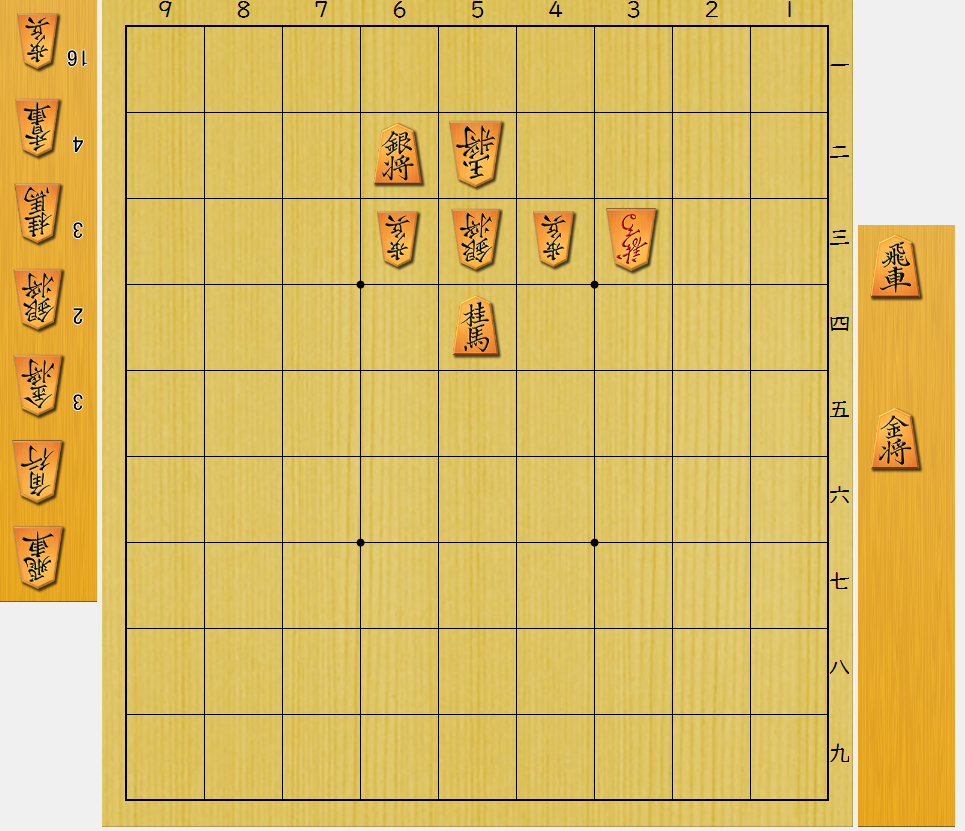 9 8 7 6 5 4 3 2 1
歩兵 16
香車 4
桂馬 3
銀将 2
金将 3
角行
飛車
銀将 玉将
歩兵 銀将 歩兵
桂馬
一
二
三
四
五
六
七
八
九
飛車
金将